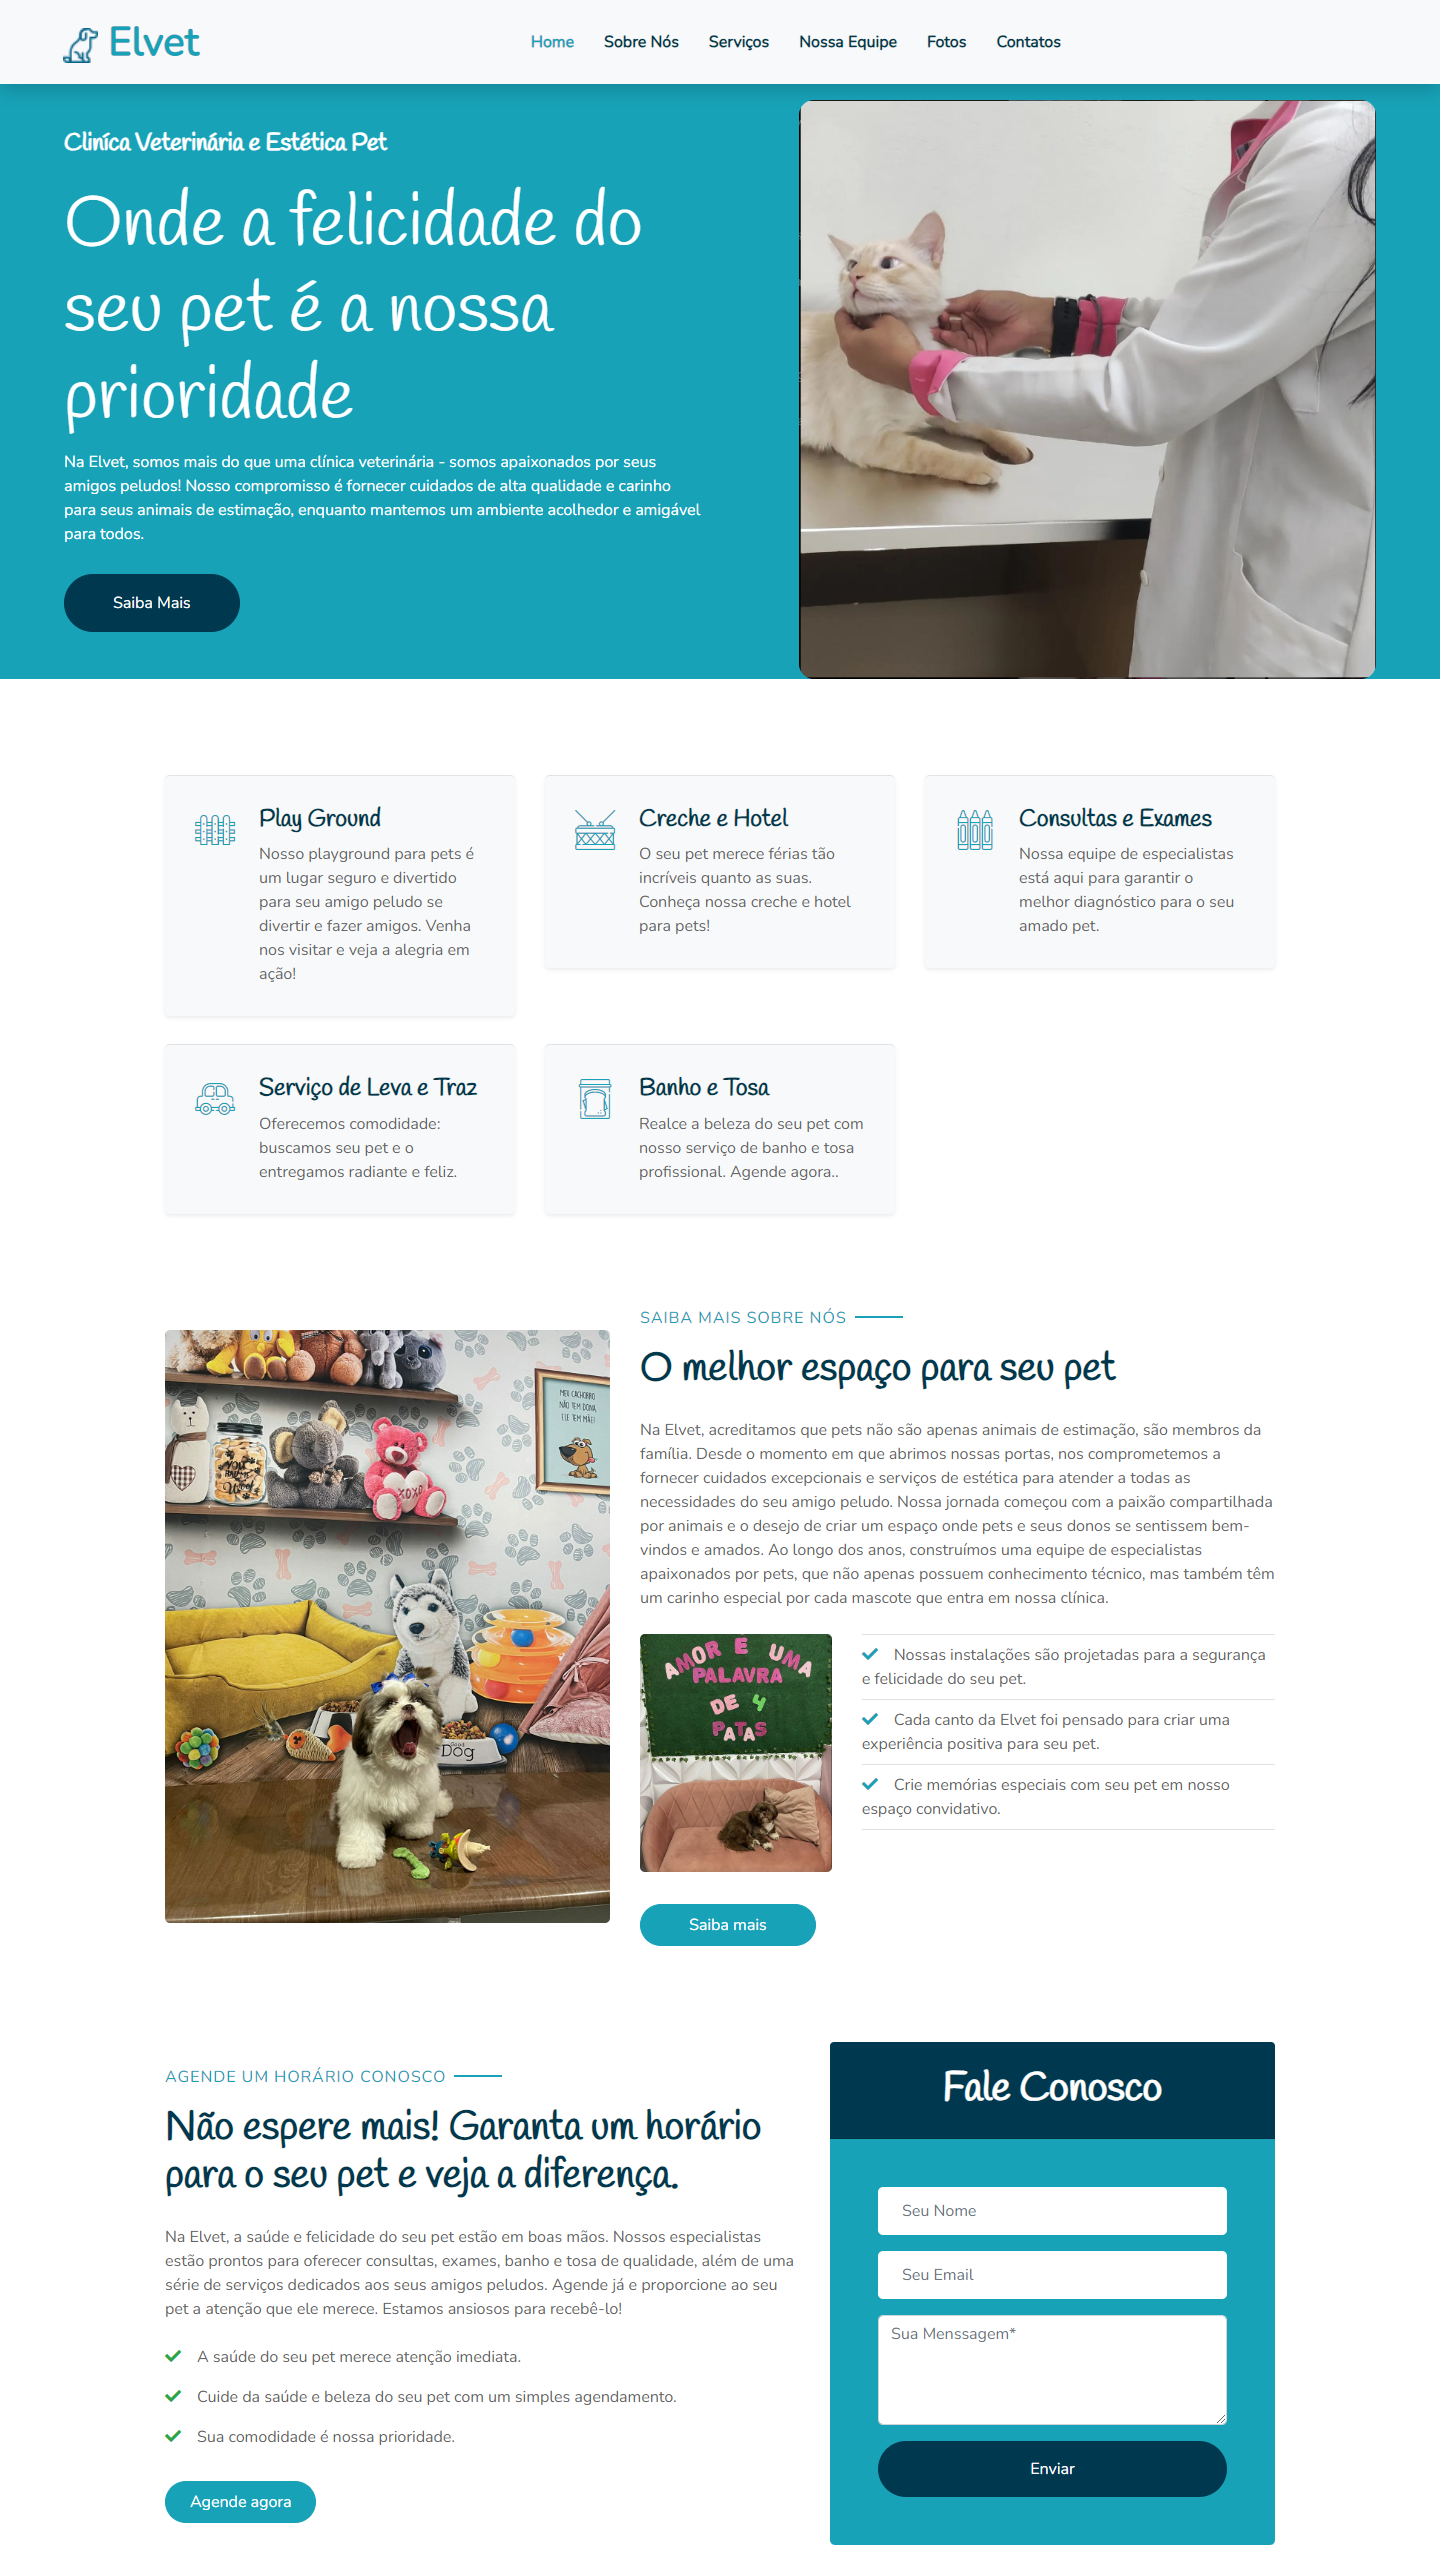 Elvet
Home
Sobre Nós
Serviços
Nossa Equipe
Fotos
Contatos
Cliníca Veterinária e Estética Pet
Onde a felicidade do
seu pet é a nossa
prioridade
Na Elvet, somos mais do que uma clínica veterinária - somos apaixonados por seus
amigos peludos! Nosso compromisso é fornecer cuidados de alta qualidade e carinho
para seus animais de estimação, enquanto mantemos um ambiente acolhedor e amigável
para todos.
Saiba Mais
Play Ground
Nosso playground para pets é
um lugar seguro e divertido
para seu amigo peludo se
divertir e fazer amigos. Venha
nos visitar e veja a alegria em
ação!
Creche e Hotel
O seu pet merece férias tão
incríveis quanto as suas.
Conheça nossa creche e hotel
para pets!
Consultas e Exames
Nossa equipe de especialistas
está aqui para garantir o
melhor diagnóstico para o seu
amado pet.
Serviço de Leva e Traz
Oferecemos comodidade:
buscamos seu pet e o
entregamos radiante e feliz.
Banho e Tosa
Realce a beleza do seu pet com
nosso serviço de banho e tosa
profissional. Agende agora..
MEU CACHORRO
NÃO TEM DONA,
ELE TEM MÃE!
XOXO
Woof
Dog
SAIBA MAIS SOBRE NÓS
O melhor espaço para seu pet
Na Elvet, acreditamos que pets não são apenas animais de estimação, são membros da
família. Desde o momento em que abrimos nossas portas, nos comprometemos a
fornecer cuidados excepcionais e serviços de estética para atender a todas as
necessidades do seu amigo peludo. Nossa jornada começou com a paixão compartilhada
por animais e o desejo de criar um espaço onde pets e seus donos se sentissem bem-
vindos e amados. Ao longo dos anos, construímos uma equipe de especialistas
apaixonados por pets, que não apenas possuem conhecimento técnico, mas também têm
um carinho especial por cada mascote que entra em nossa clínica.
AMOR É UMA
PALAVRA
DE 4
PATAS
Nossas instalações são projetadas para a segurança
e felicidade do seu pet.
Cada canto da Elvet foi pensado para criar uma
experiência positiva para seu pet.
Crie memórias especiais com seu pet em nosso
espaço convidativo.
Saiba mais
AGENDE UM HORÁRIO CONOSCO
Não espere mais! Garanta um horário
para o seu pet e veja a diferença.
Na Elvet, a saúde e felicidade do seu pet estão em boas mãos. Nossos especialistas
estão prontos para oferecer consultas, exames, banho e tosa de qualidade, além de uma
série de serviços dedicados aos seus amigos peludos. Agende já e proporcione ao seu
pet a atenção que ele merece. Estamos ansiosos para recebê-lo!
A saúde do seu pet merece atenção imediata.
Cuide da saúde e beleza do seu pet com um simples agendamento.
Sua comodidade é nossa prioridade.
Agende agora
Fale Conosco
Seu Nome
Seu Email
Sua Menssagem*
Enviar